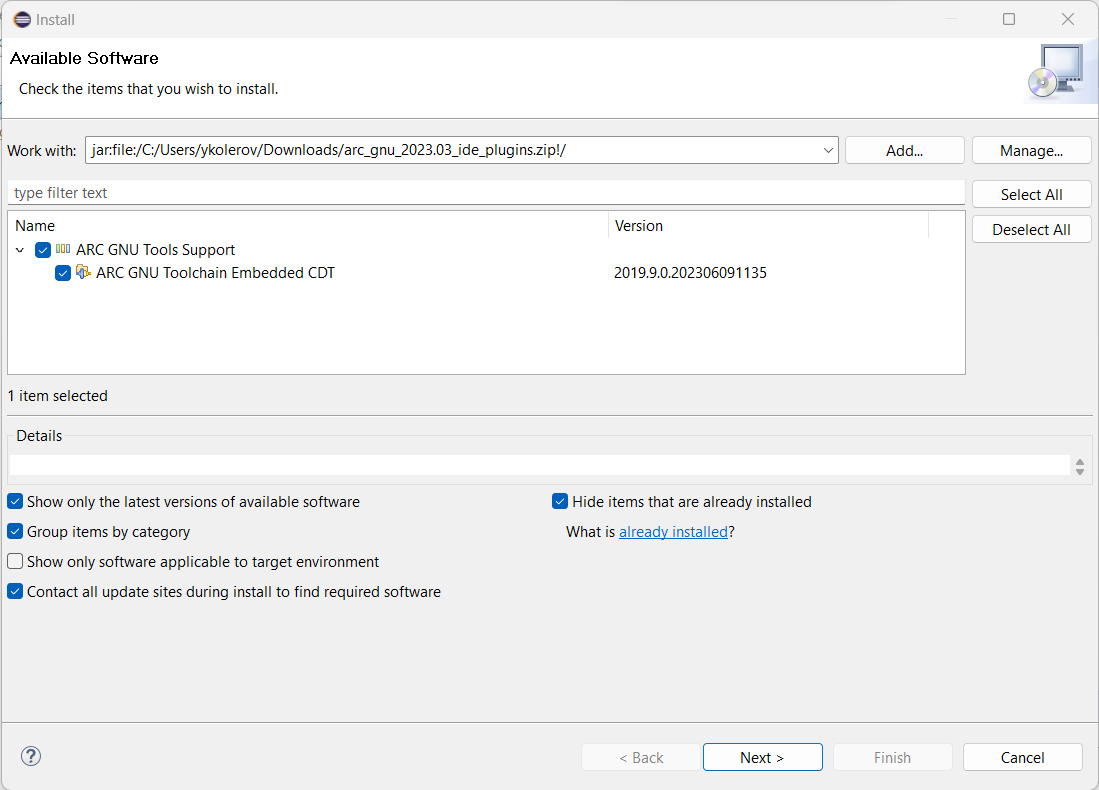 Install
Available Software
Check the items that you wish to install.
Work with: jar:file:/C:/Users/ykolerov/Downloads/arc_gnu_2023.03_ide_plugins.zip!/ Add... Manage...
type filter text Select All
Name Version Deselect All
ARC GNU Tools Support
ARC GNU Toolchain Embedded CDT 2019.9.0.202306091135
1 item selected
Details
Show only the latest versions of available software Hide items that are already installed
Group items by category What is already installed?
Show only software applicable to target environment
Contact all update sites during install to find required software
? < Back Next > Finish Cancel